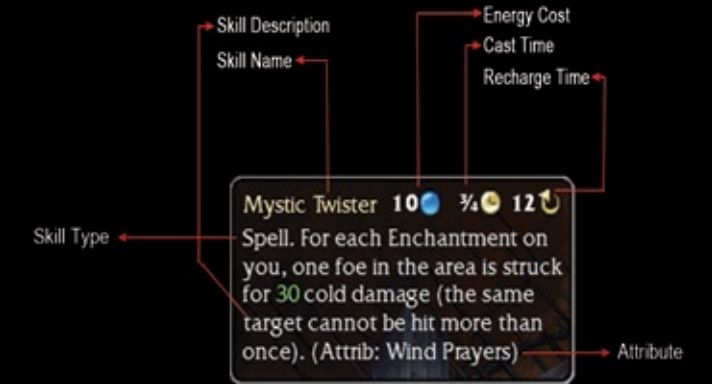 Energy Cost
Skill Description
Cast Time
Skill Name
Recharge Time
Mystic Twister 10 ¾ 12
Skill Type
Spell. For each Enchantment on
you, one foe in the area is struck
for 30 cold damage (the same
target cannot be hit more than
once). (Attrib: Wind Prayers)
Attribute